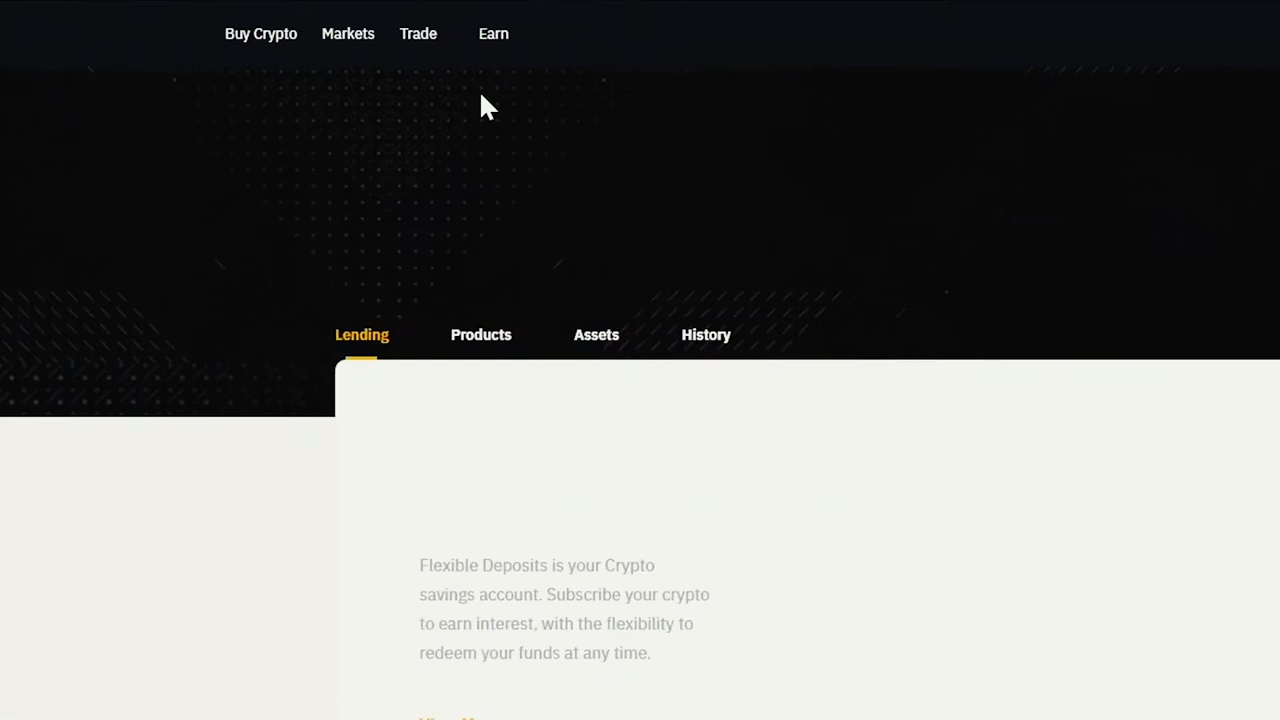 Buy Crypto Markets Trade Earn
Lending Products Assets History
Flexible Deposits is your Crypto
savings account. Subscribe your crypto
to earn interest, with the flexibility to
redeem your funds at any time.